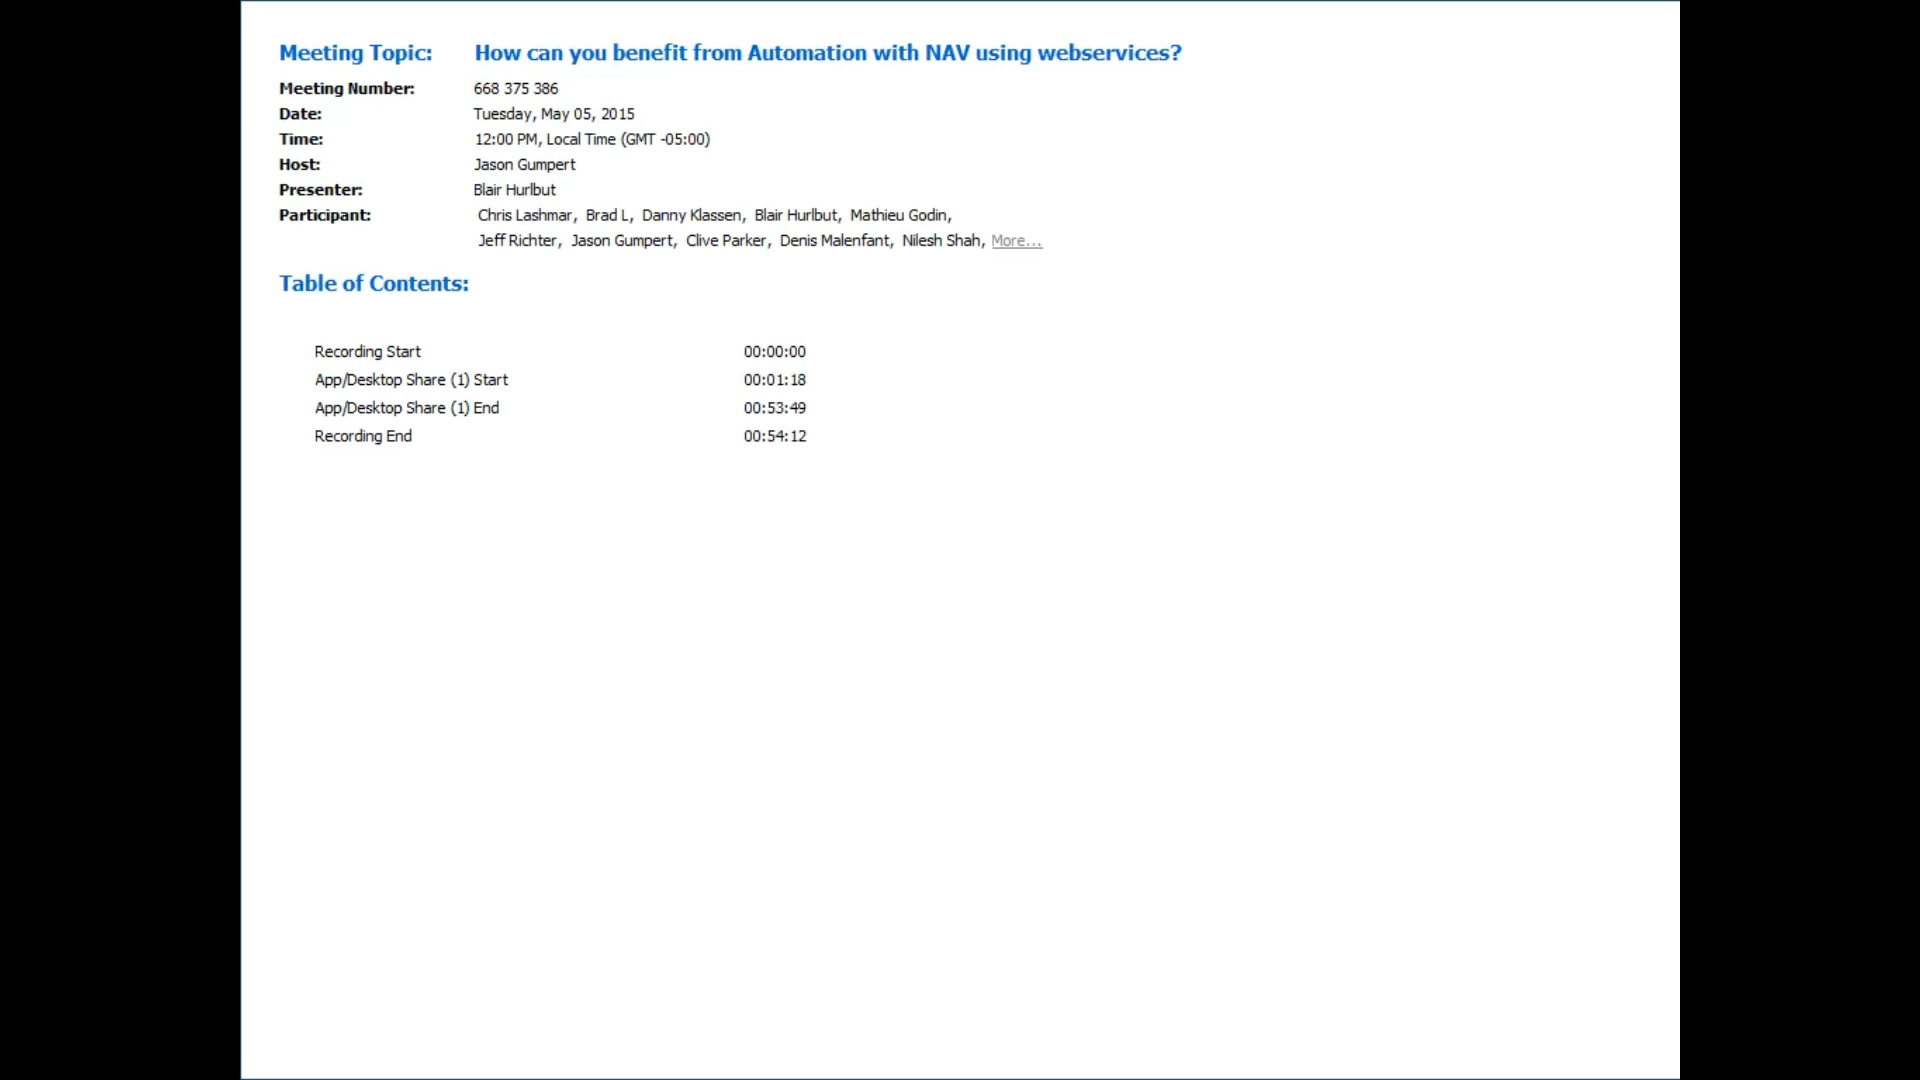 Meeting Topic: How can you benefit from Automation with NAV using webservices?
Meeting Number: 668 375 386
Date: Tuesday, May 05, 2015
Time: 12:00 PM, Local Time (GMT -05:00)
Host: Jason Gumpert
Presenter: Blair Hurlbut
Participant: Chris Lashmar, Brad L, Danny Klassen, Blair Hurlbut, Mathieu Godin,
Jeff Richter, Jason Gumpert, Clive Parker, Denis Malenfant, Nilesh Shah, More...
Table of Contents:
Recording Start 00:00:00
App/Desktop Share (1) Start 00:01:18
App/Desktop Share (1) End 00:53:49
Recording End 00:54:12